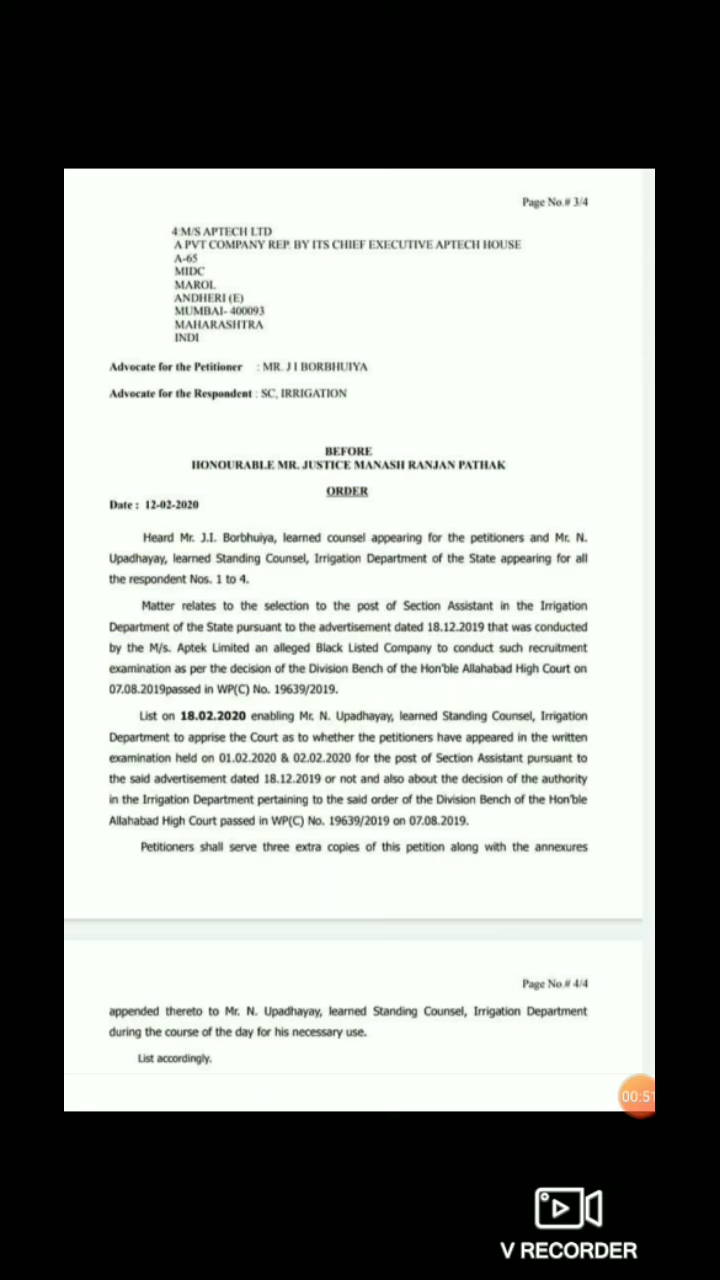 Page No.# 3/4
4:M/S APTECH LTD
A PVT COMPANY REP. BY ITS CHIEF EXECUTIVE APTECH HOUSE
A-65
MIDC
MAROL
ANDHERI (E)
MUMBAI- 400093
MAHARASHTRA
INDI
Advocate for the Petitioner : MR. J I BORBHUIYA
Advocate for the Respondent : SC, IRRIGATION
BEFORE
HONOURABLE MR. JUSTICE MANASH RANJAN PATHAK
ORDER
Date : 12-02-2020
Heard Mr. J.I. Borbhuiya, learned counsel appearing for the petitioners and Mr. N.
Upadhayay, learned Standing Counsel, Irrigation Department of the State appearing for all
the respondent Nos. 1 to 4.
Matter relates to the selection to the post of Section Assistant in the Irrigation
Department of the State pursuant to the advertisement dated 18.12.2019 that was conducted
by the M/s. Aptek Limited an alleged Black Listed Company to conduct such recruitment
examination as per the decision of the Division Bench of the Hon'ble Allahabad High Court on
07.08.2019passed in WP(C) No. 19639/2019.
List on 18.02.2020 enabling Mr. N. Upadhayay, learned Standing Counsel, Irrigation
Department to apprise the Court as to whether the petitioners have appeared in the written
examination held on 01.02.2020 & 02.02.2020 for the post of Section Assistant pursuant to
the said advertisement dated 18.12.2019 or not and also about the decision of the authority
in the Irrigation Department pertaining to the said order of the Division Bench of the Hon'ble
Allahabad High Court passed in WP(C) No. 19639/2019 on 07.08.2019.
Petitioners shall serve three extra copies of this petition along with the annexures
Page No.# 4/4
appended thereto to Mr. N. Upadhayay, learned Standing Counsel, Irrigation Department
during the course of the day for his necessary use.
List accordingly.
00:51
V RECORDER